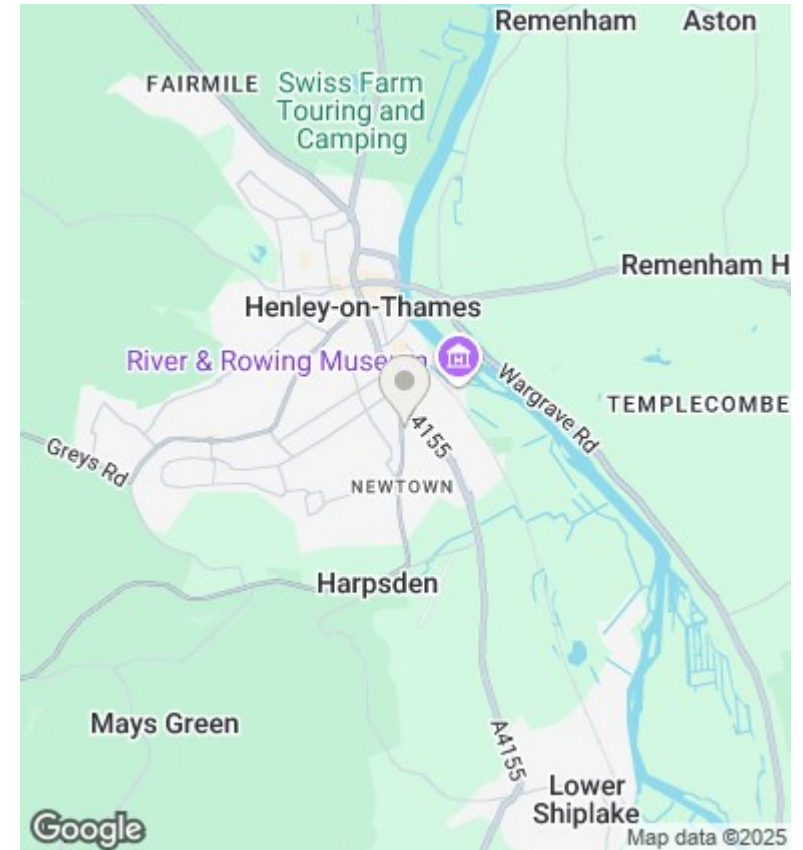 Remenham
Aston
FAIRMILE
Swiss Farm
Touring and
Camping
Remenham H
Henley-on-Thames
River & Rowing Muse
Wargrave Rd
TEMPLECOMBE
4155
Greys Rd
NEWTOWN
Harpsden
Mays Green
A4155
Lower
Shiplake
Google
Map data ©2025